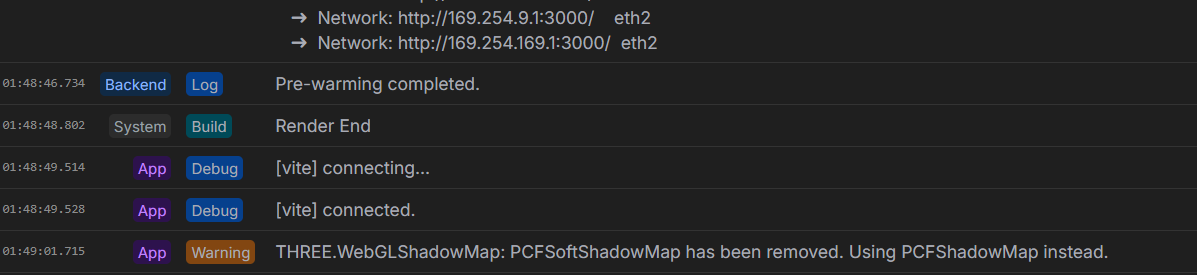 ➜ Network: http://169.254.9.1:3000/ eth2
➜ Network: http://169.254.169.1:3000/ eth2
01:48:46.734 Backend Log Pre-warming completed.
01:48:48.802 System Build Render End
01:48:49.514 App Debug [vite] connecting...
01:48:49.528 App Debug [vite] connected.
01:49:01.715 App Warning THREE.WebGLShadowMap: PCFSoftShadowMap has been removed. Using PCFShadowMap instead.